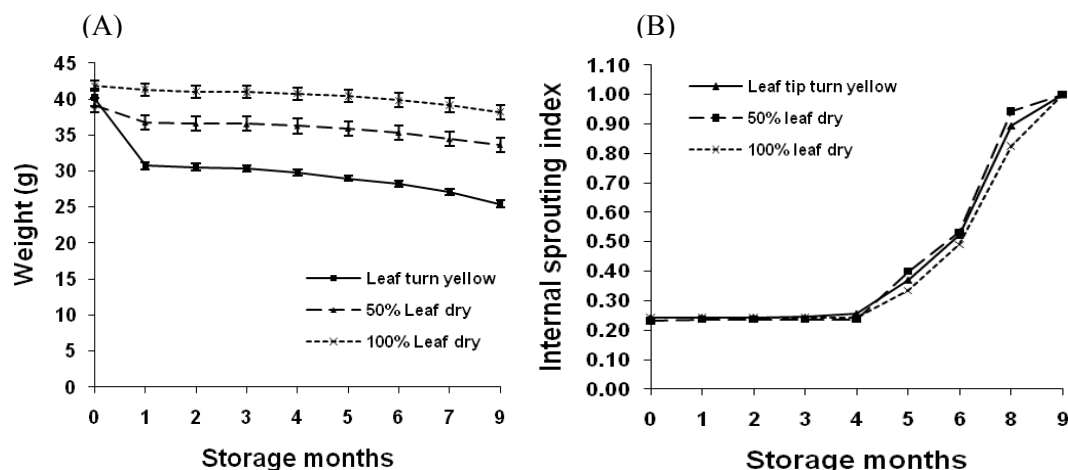 (A)
45
40
35
30
25
20
15
10
5
0
Weight (g)
Leaf turn yellow
50% Leaf dry
100% Leaf dry
0 1 2 3 4 5 6 7 9
Storage months
(B)
1.10
1.00
0.90
0.80
0.70
0.60
0.50
0.40
0.30
0.20
0.10
0.00
Internal sprouting index
Leaf tip turn yellow
50% leaf dry
100% leaf dry
0 1 2 3 4 5 6 8 9
Storage months